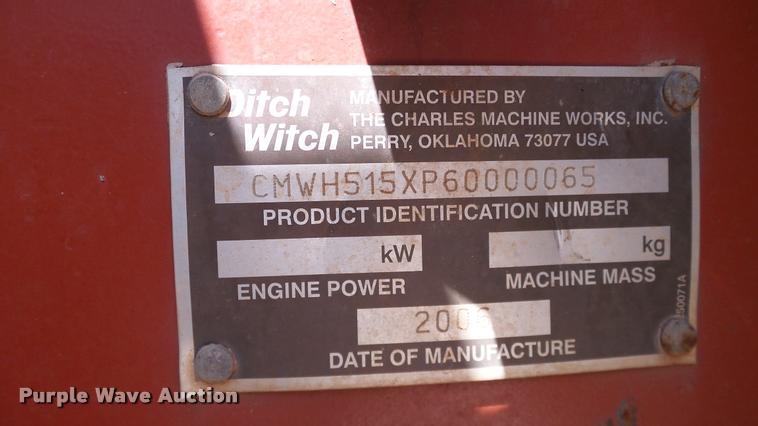 Ditch
Witch
MANUFACTURED BY
THE CHARLES MACHINE WORKS, INC.
PERRY, OKLAHOMA 73077 USA
CMWH515XP60000065
PRODUCT IDENTIFICATION NUMBER
kW
kg
ENGINE POWER
MACHINE MASS
2006
DATE OF MANUFACTURE
Purple Wave Auction